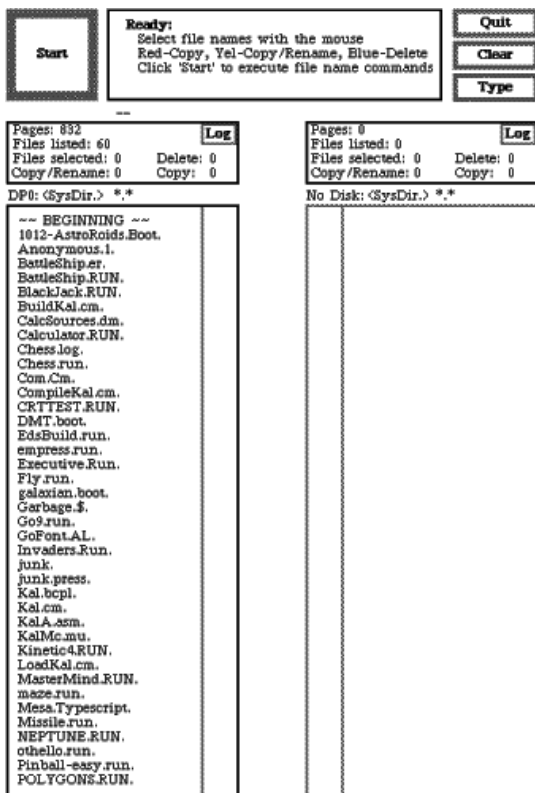 Start
Ready:
Select file names with the mouse
Red-Copy, Yel-Copy/Rename, Blue-Delete
Click 'Start' to execute file name commands
Quit
Clear
Type
Pages: 832
Log
Files listed: 60
Files selected: 0 Delete: 0
Copy/Rename: 0 Copy: 0
DP0: <SysDir.> *.*
~~ BEGINNING ~~
1012-AstroRoids.Boot.
Anonymous.1.
BattleShip.er.
BattleShip.RUN.
BlackJack.RUN.
BuildKal.cm.
CalcSources.dm.
Calculator.RUN.
Chess.log.
Chess.run.
Com.Cm.
CompileKal.cm.
CRTTEST.RUN.
DMT.boot.
EdsBuild.run.
empress.run.
Executive.Run.
Fly.run.
galaxian.boot.
Garbage.$.
Go9.run.
GoFont.AL.
Invaders.Run.
junk.
junk.press.
Kal.bcpl.
Kal.cm.
KalA.asm.
KalMc.mu.
Kinetic4.RUN.
LoadKal.cm.
MasterMind.RUN.
maze.run.
Mesa.Typescript.
Missile.run.
NEPTUNE.RUN.
othello.run.
Pinball-easy.run.
POLYGONS.RUN.
Pages: 0
Log
Files listed: 0
Files selected: 0 Delete: 0
Copy/Rename: 0 Copy: 0
No Disk: <SysDir.> *.*